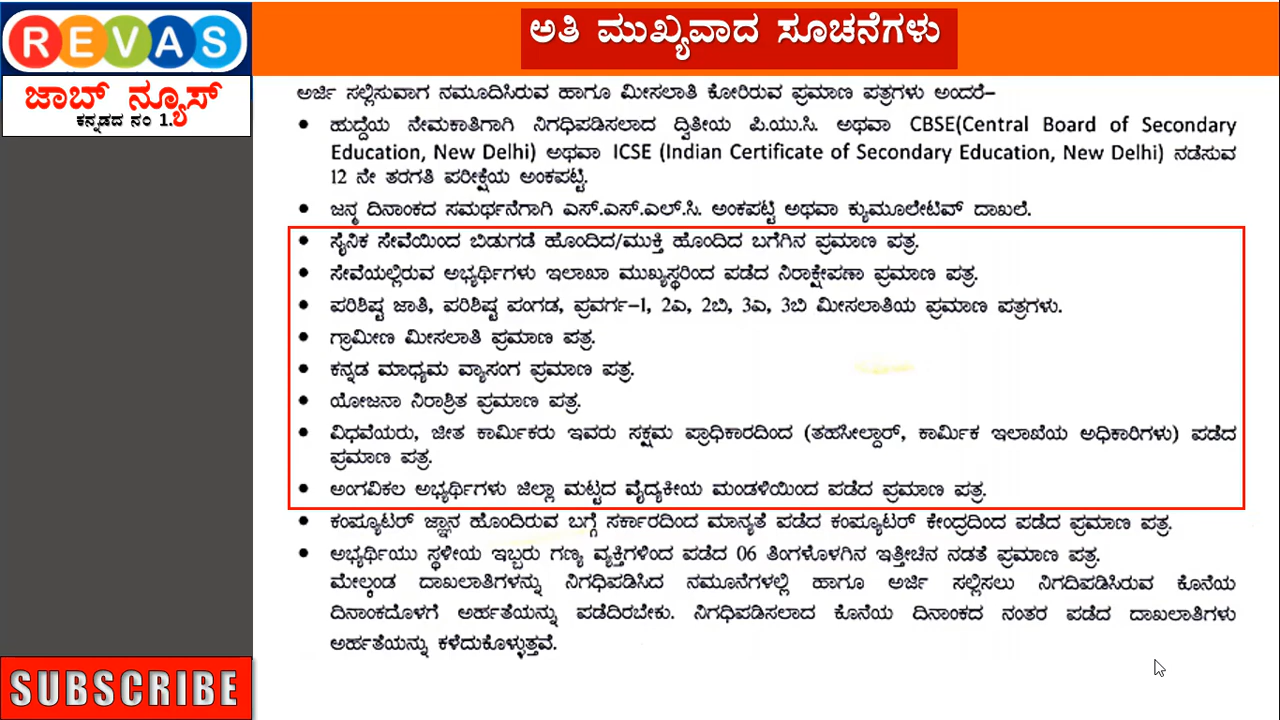 REVAS
ಜಾಬ್ ನ್ಯೂಸ್
ಕನ್ನಡದ ನಂ 1.
ಅತಿ ಮುಖ್ಯವಾದ ಸೂಚನೆಗಳು
ಅರ್ಜಿ ಸಲ್ಲಿಸುವಾಗ ನಮೂದಿಸಿರುವ ಹಾಗೂ ಮೀಸಲಾತಿ ಕೋರಿರುವ ಪ್ರಮಾಣ ಪತ್ರಗಳು ಅಂದರೆ–
• ಹುದ್ದೆಯ ನೇಮಕಾತಿಗಾಗಿ ನಿಗಧಿಪಡಿಸಲಾದ ದ್ವಿತೀಯ ಪಿ.ಯು.ಸಿ. ಅಥವಾ CBSE(Central Board of Secondary
Education, New Delhi) ಅಥವಾ ICSE (Indian Certificate of Secondary Education, New Delhi) ನಡೆಸುವ
12 ನೇ ತರಗತಿ ಪರೀಕ್ಷೆಯ ಅಂಕಪಟ್ಟಿ.
• ಜನ್ಮ ದಿನಾಂಕದ ಸಮರ್ಥನೆಗಾಗಿ ಎಸ್.ಎಸ್.ಎಲ್.ಸಿ. ಅಂಕಪಟ್ಟಿ ಅಥವಾ ಕ್ಯುಮೂಲೇಟಿವ್ ದಾಖಲೆ.
• ಸೈನಿಕ ಸೇವೆಯಿಂದ ಬಿಡುಗಡೆ ಹೊಂದಿದ/ಮುಕ್ತಿ ಹೊಂದಿದ ಬಗೆಗಿನ ಪ್ರಮಾಣ ಪತ್ರ.
• ಸೇವೆಯಲ್ಲಿರುವ ಅಭ್ಯರ್ಥಿಗಳು ಇಲಾಖಾ ಮುಖ್ಯಸ್ಥರಿಂದ ಪಡೆದ ನಿರಾಕ್ಷೇಪಣಾ ಪ್ರಮಾಣ ಪತ್ರ.
• ಪರಿಶಿಷ್ಟ ಜಾತಿ, ಪರಿಶಿಷ್ಟ ಪಂಗಡ, ಪ್ರವರ್ಗ–1, 2ಎ, 2ಬಿ, 3ಎ, 3ಬಿ ಮೀಸಲಾತಿಯ ಪ್ರಮಾಣ ಪತ್ರಗಳು.
• ಗ್ರಾಮೀಣ ಮೀಸಲಾತಿ ಪ್ರಮಾಣ ಪತ್ರ.
• ಕನ್ನಡ ಮಾಧ್ಯಮ ವ್ಯಾಸಂಗ ಪ್ರಮಾಣ ಪತ್ರ.
• ಯೋಜನಾ ನಿರಾಶ್ರಿತ ಪ್ರಮಾಣ ಪತ್ರ.
• ವಿಧವೆಯರು, ಜೀತ ಕಾರ್ಮಿಕರು ಇವರು ಸಕ್ಷಮ ಪ್ರಾಧಿಕಾರದಿಂದ (ತಹಸೀಲ್ದಾರ್, ಕಾರ್ಮಿಕ ಇಲಾಖೆಯ ಅಧಿಕಾರಿಗಳು) ಪಡೆದ
ಪ್ರಮಾಣ ಪತ್ರ.
• ಅಂಗವಿಕಲ ಅಭ್ಯರ್ಥಿಗಳು ಜಿಲ್ಲಾ ಮಟ್ಟದ ವೈದ್ಯಕೀಯ ಮಂಡಳಿಯಿಂದ ಪಡೆದ ಪ್ರಮಾಣ ಪತ್ರ.
• ಕಂಪ್ಯೂಟರ್ ಜ್ಞಾನ ಹೊಂದಿರುವ ಬಗ್ಗೆ ಸರ್ಕಾರದಿಂದ ಮಾನ್ಯತೆ ಪಡೆದ ಕಂಪ್ಯೂಟರ್ ಕೇಂದ್ರದಿಂದ ಪಡೆದ ಪ್ರಮಾಣ ಪತ್ರ.
• ಅಭ್ಯರ್ಥಿಯು ಸ್ಥಳೀಯ ಇಬ್ಬರು ಗಣ್ಯ ವ್ಯಕ್ತಿಗಳಿಂದ ಪಡೆದ 06 ತಿಂಗಳೊಳಗಿನ ಇತ್ತೀಚಿನ ನಡತೆ ಪ್ರಮಾಣ ಪತ್ರ.
ಮೇಲ್ಕಂಡ ದಾಖಲಾತಿಗಳನ್ನು ನಿಗಧಿಪಡಿಸಿದ ನಮೂನೆಗಳಲ್ಲಿ ಹಾಗೂ ಅರ್ಜಿ ಸಲ್ಲಿಸಲು ನಿಗದಿಪಡಿಸಿರುವ ಕೊನೆಯ
ದಿನಾಂಕದೊಳಗೆ ಅರ್ಹತೆಯನ್ನು ಪಡೆದಿರಬೇಕು. ನಿಗಧಿಪಡಿಸಲಾದ ಕೊನೆಯ ದಿನಾಂಕದ ನಂತರ ಪಡೆದ ದಾಖಲಾತಿಗಳು
ಅರ್ಹತೆಯನ್ನು ಕಳೆದುಕೊಳ್ಳುತ್ತವೆ.
SUBSCRIBE